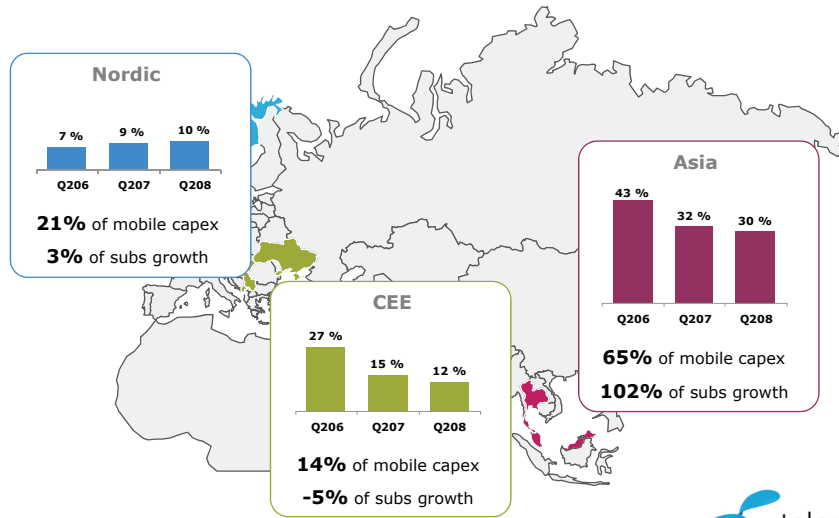 Nordic
7 %
9 %
10 %
Q206
Q207
Q208
21% of mobile capex
3% of subs growth
Asia
43 %
32 %
30 %
Q206
Q207
Q208
65% of mobile capex
102% of subs growth
CEE
27 %
15 %
12 %
Q206
Q207
Q208
14% of mobile capex
-5% of subs growth